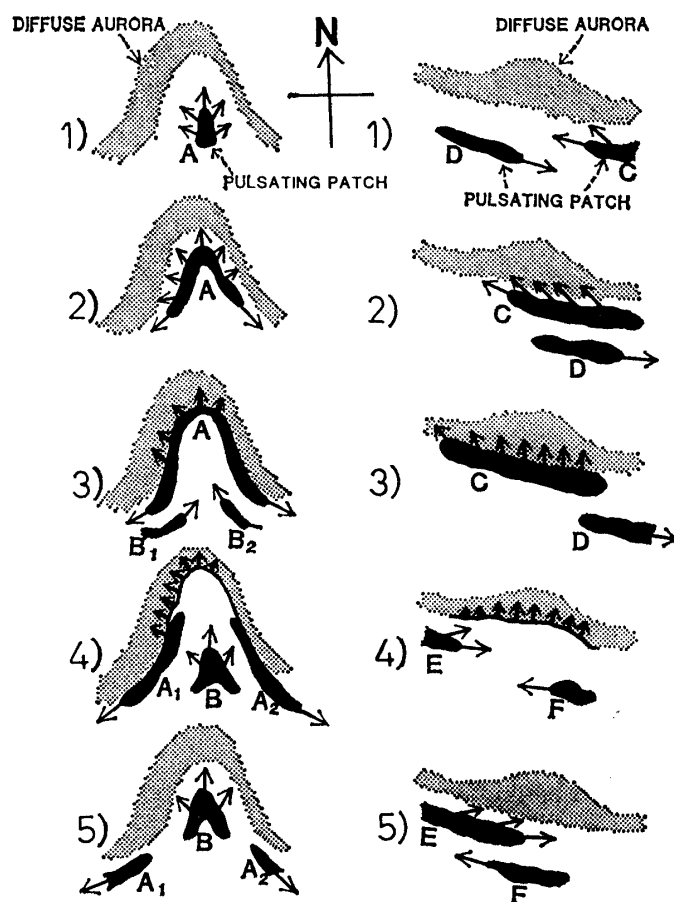 DIFFUSE AURORA
N
DIFFUSE AURORA
1)
A
PULSATING PATCH
1)
D
C
PULSATING PATCH
2)
A
2)
C
D
3)
A
B1
B2
3)
C
D
4)
A1
B
A2
4)
E
F
5)
B
A1
A2
5)
E
F